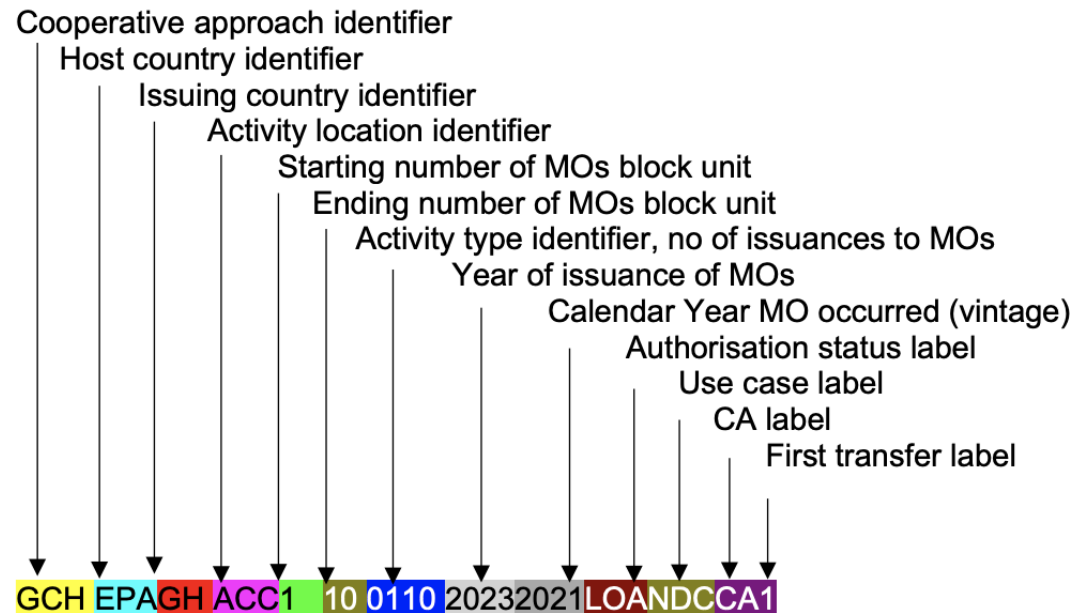 Cooperative approach identifier
Host country identifier
Issuing country identifier
Activity location identifier
Starting number of MOs block unit
Ending number of MOs block unit
Activity type identifier, no of issuances to MOs
Year of issuance of MOs
Calendar Year MO occurred (vintage)
Authorisation status label
Use case label
CA label
First transfer label
GCH EPAGH ACC1 10 0110 20232021LOANDCCA1